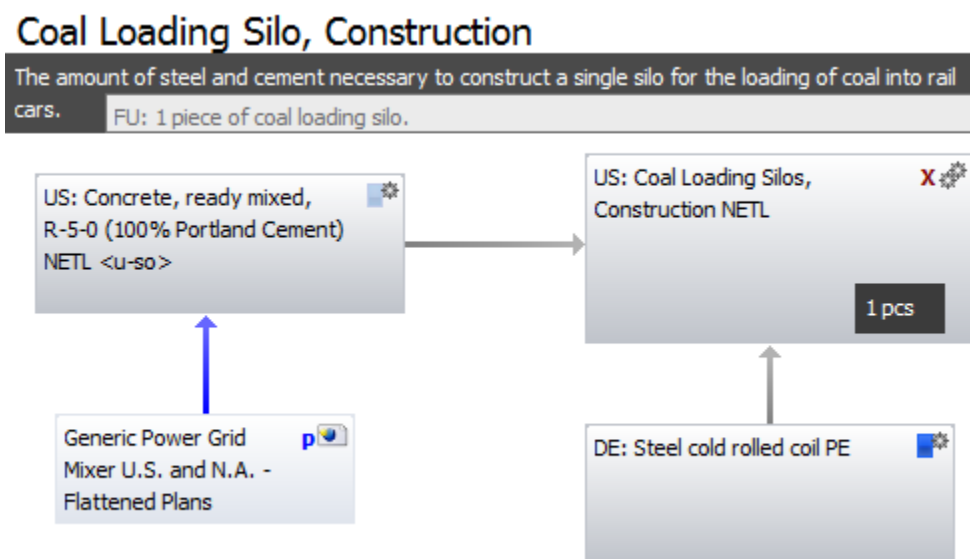 Coal Loading Silo, Construction
The amount of steel and cement necessary to construct a single silo for the loading of coal into rail
cars.
FU: 1 piece of coal loading silo.
US: Concrete, ready mixed,
R-5-0 (100% Portland Cement)
NETL <u-so>
US: Coal Loading Silos,
Construction NETL
X
1 pcs
Generic Power Grid
Mixer U.S. and N.A. -
Flattened Plans
p
DE: Steel cold rolled coil PE